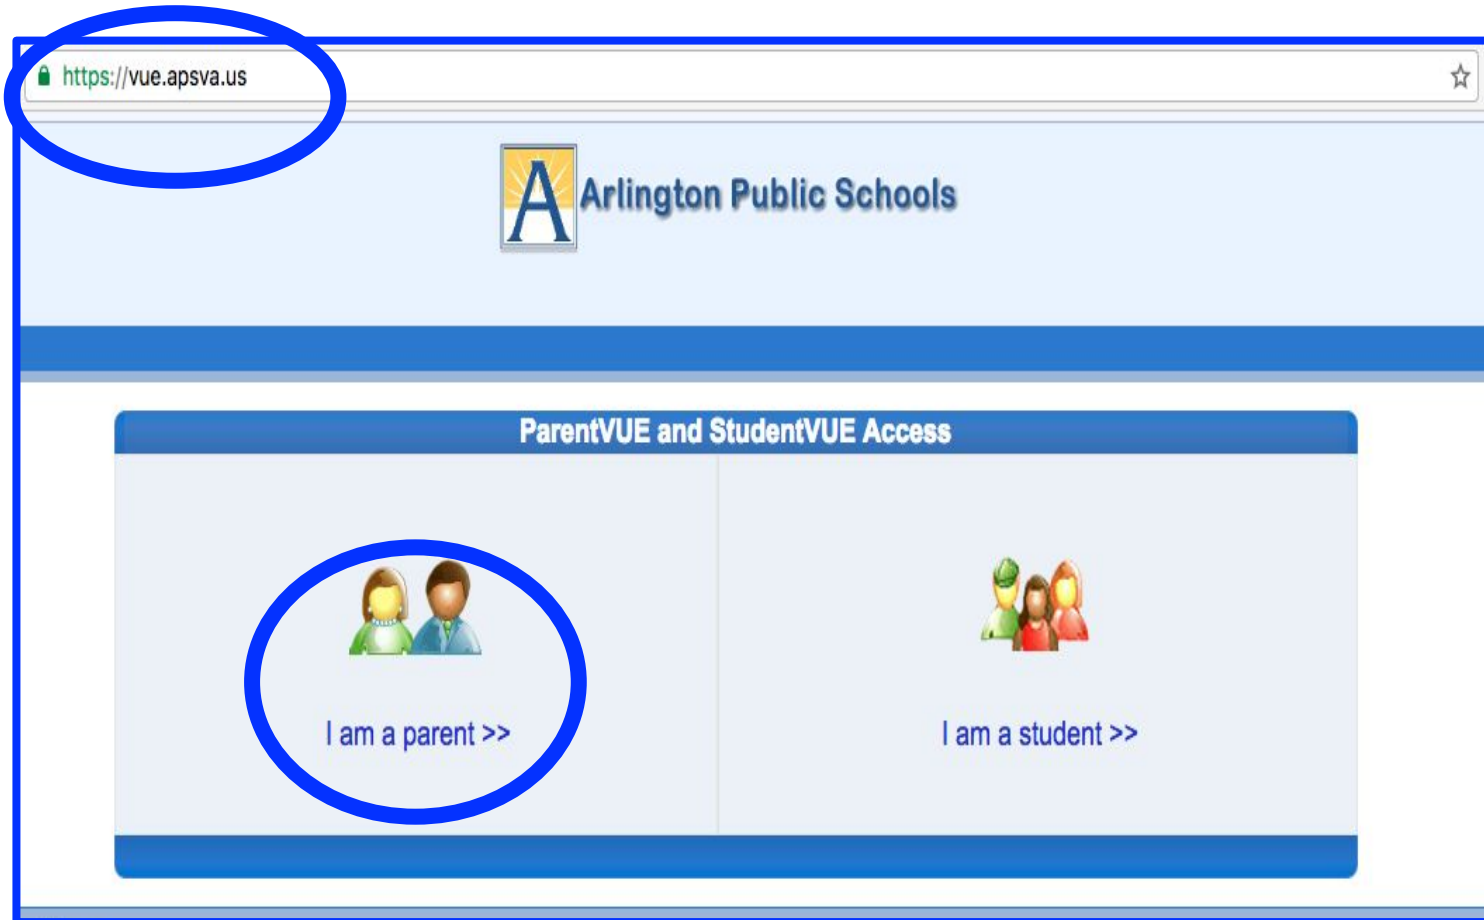 https://vue.apsva.us
A Arlington Public Schools
ParentVUE and StudentVUE Access
I am a parent >>
I am a student >>